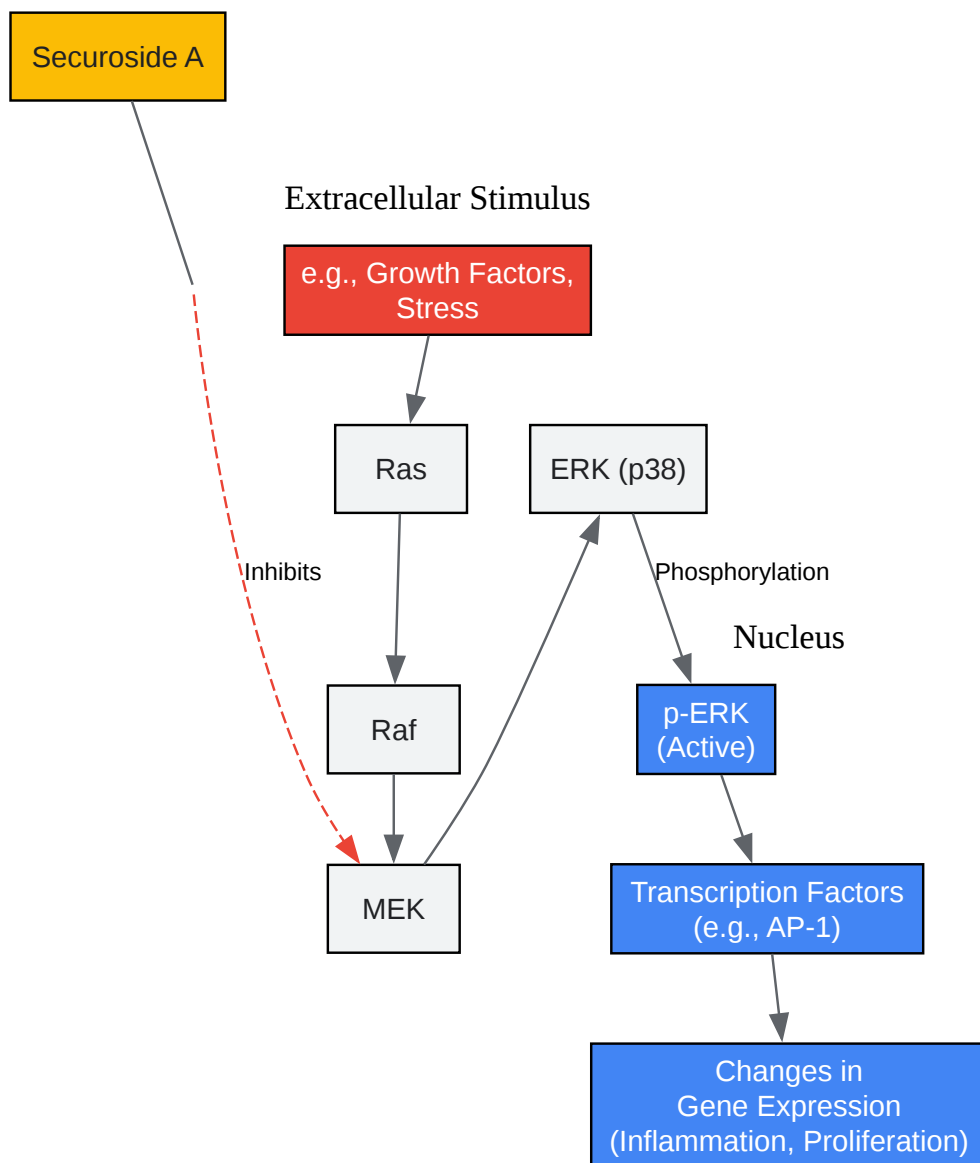 Securoside A
Extracellular Stimulus
e.g., Growth Factors,
Stress
Ras
ERK (p38)
Inhibits
Phosphorylation
Nucleus
Raf
p-ERK
(Active)
MEK
Transcription Factors
(e.g., AP-1)
Changes in
Gene Expression
(Inflammation, Proliferation)